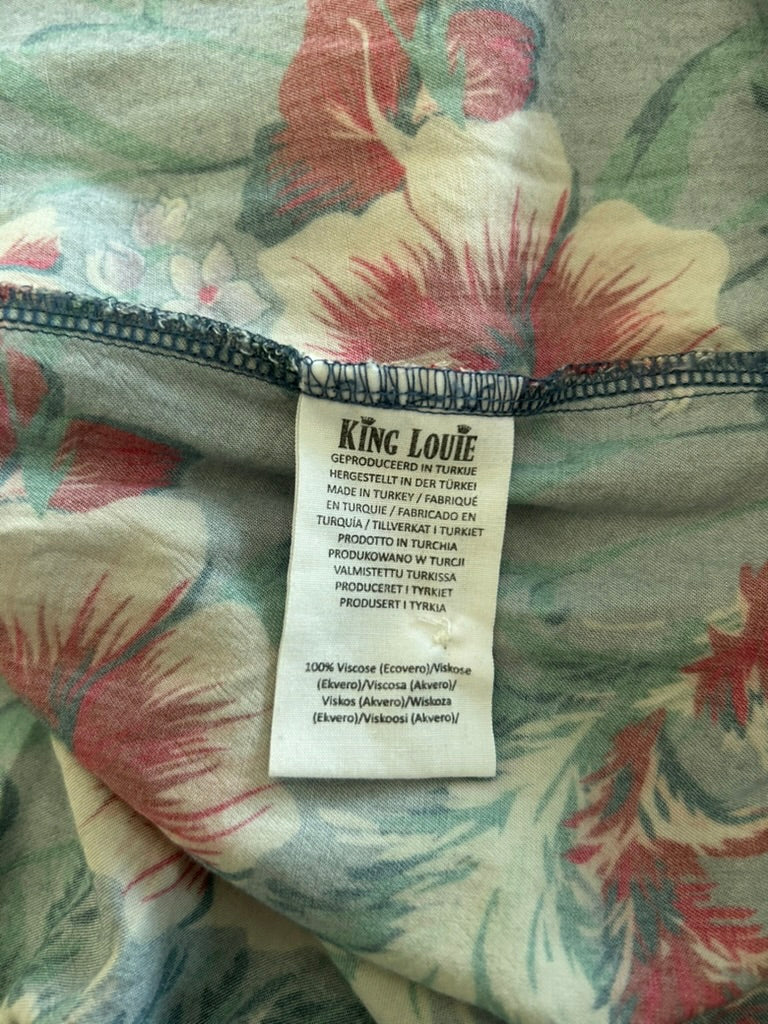 KING LOUIE
GEPRODUCEERD IN TURKIJE
HERGESTELLT IN DER TÜRKEI
MADE IN TURKEY / FABRIQUÉ
EN TURQUIE / FABRICADO EN
TURQUÍA / TILLVERKAT I TURKIET
PRODOTTO IN TURCHIA
PRODUKOWANO W TURCJI
VALMISTETTU TURKISSA
PRODUCERET I TYRKIET
PRODUSERT I TYRKIA
100% Viscose (Ecovero)/Viskose
(Ekvero)/Viscosa (Akvero)/
Viskos (Akvero)/Wiskoza
(Ekvero)/Viskoosi (Akvero)/